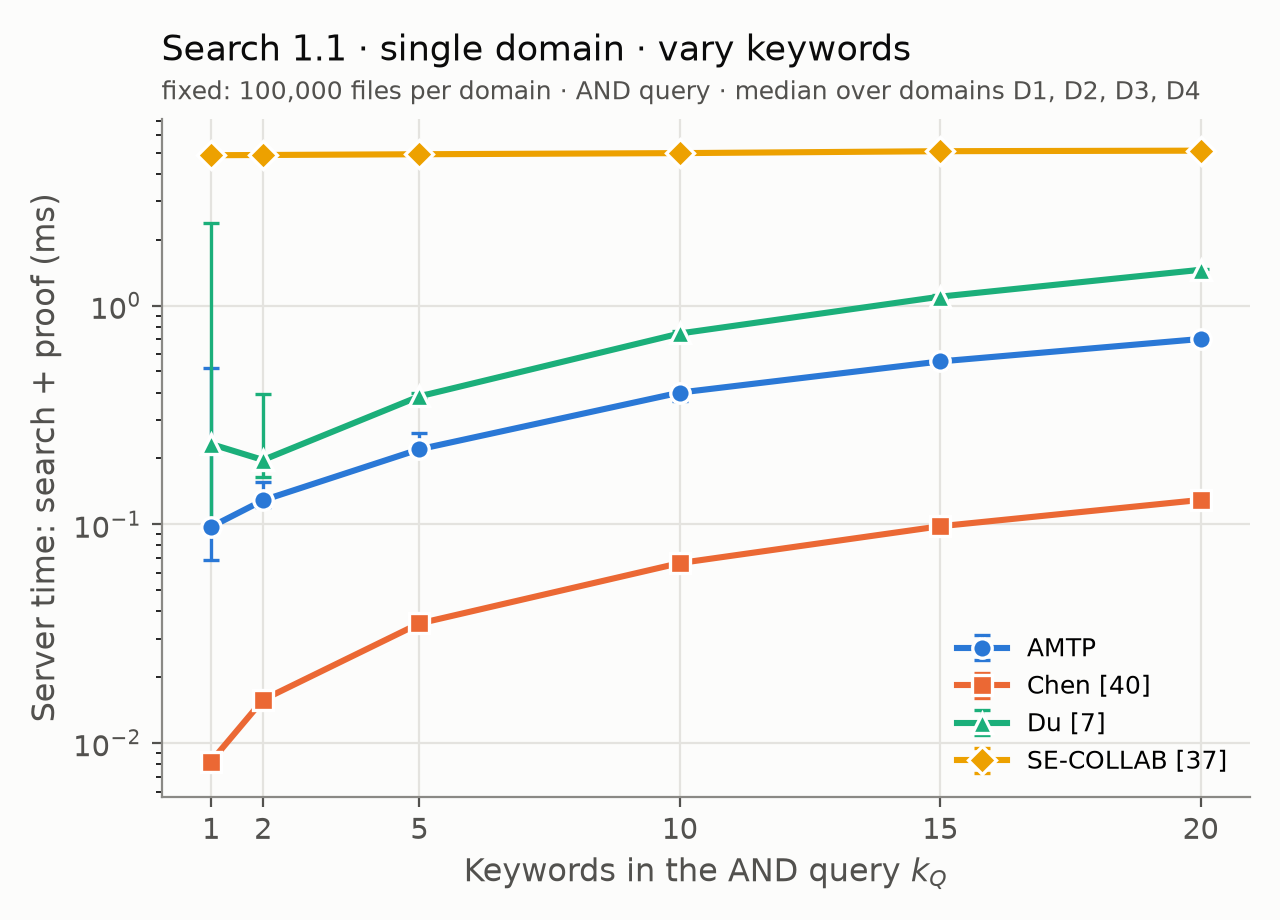 Search 1.1 · single domain · vary keywords
fixed: 100,000 files per domain · AND query · median over domains D1, D2, D3, D4
Server time: search + proof (ms)
10⁰
10⁻¹
10⁻²
AMTP
Chen [40]
Du [7]
SE-COLLAB [37]
1 2 5 10 15 20
Keywords in the AND query k_Q